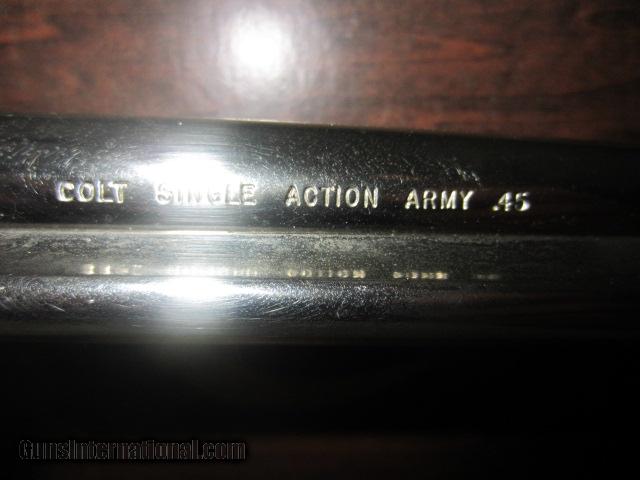 COLT SINGLE ACTION ARMY .45
GunsInternational.com